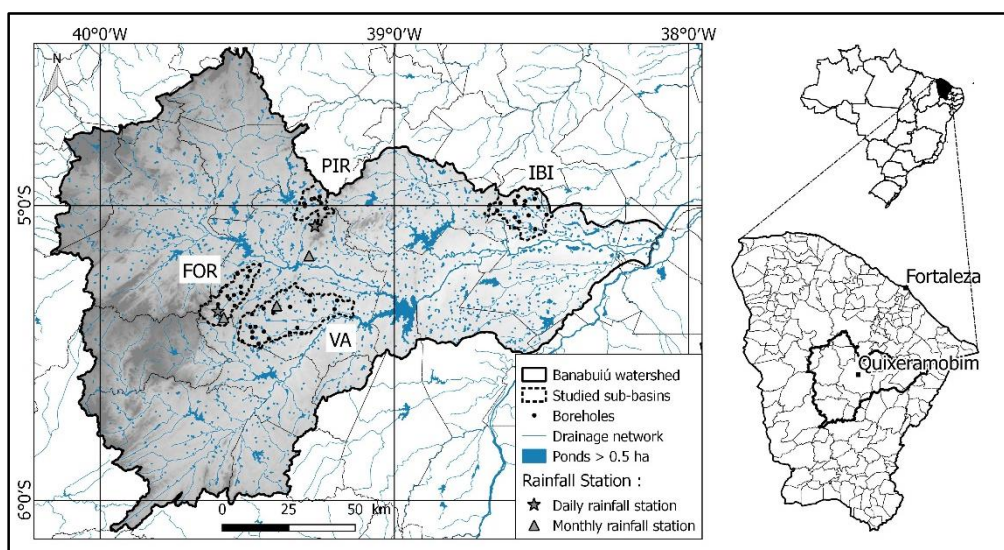 40°0'W 39°0'W 38°0'W
N
PIR IBI
5°0'S
FOR
VA
6°0'S
0 25 50 km
Banabuiú watershed
Studied sub-basins
Boreholes
Drainage network
Ponds > 0.5 ha
Rainfall Station :
Daily rainfall station
Monthly rainfall station
Fortaleza
Quixeramobim